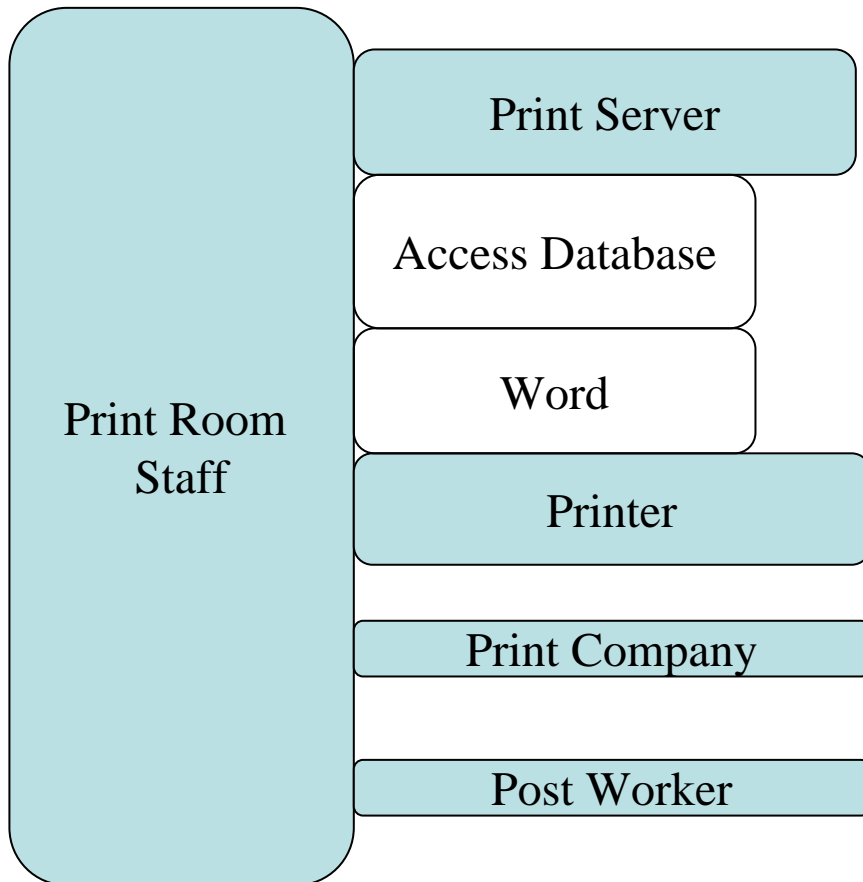 Print Server
Access Database
Word
Print Room
Staff
Printer
Print Company
Post Worker